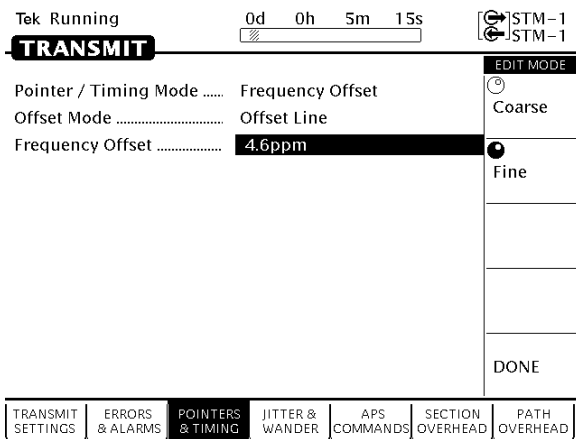 Tek Running 0d 0h 5m 15s STM-1
STM-1
TRANSMIT
EDIT MODE
Pointer / Timing Mode ...... Frequency Offset
Coarse
Offset Mode ............................. Offset Line
Frequency Offset .................. 4.6ppm
Fine
DONE
TRANSMIT SETTINGS
ERRORS & ALARMS
POINTERS & TIMING
JITTER & WANDER
APS COMMANDS
SECTION OVERHEAD
PATH OVERHEAD